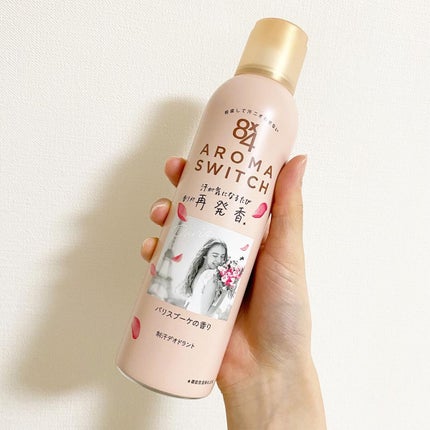 8x4
AROMA
SWITCH
汗が気になるたび
香りが再発香。
パリスブーケの香り
制汗デオドラント